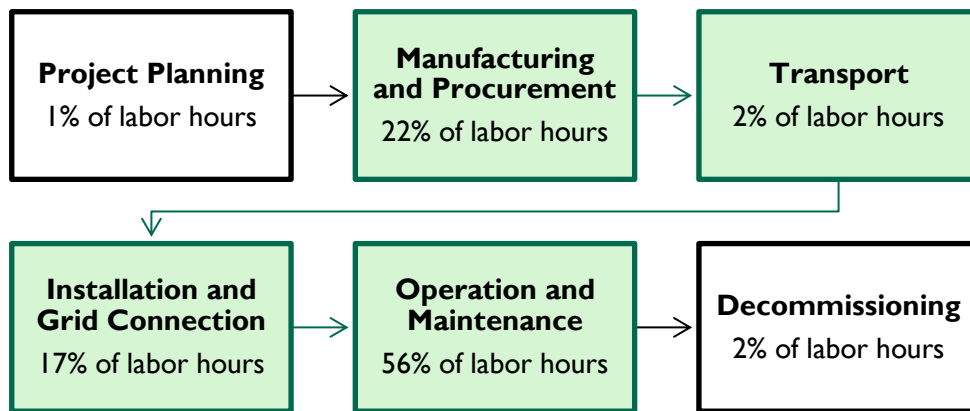 Project Planning
1% of labor hours
Manufacturing
and Procurement
22% of labor hours
Transport
2% of labor hours
Installation and
Grid Connection
17% of labor hours
Operation and
Maintenance
56% of labor hours
Decommissioning
2% of labor hours